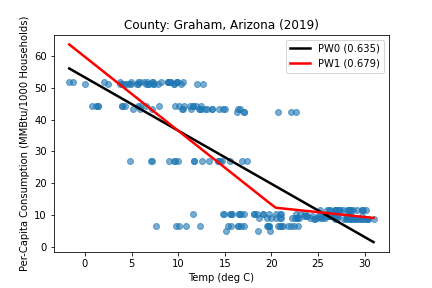 County: Graham, Arizona (2019)
Per-Capita Consumption (MMBtu/1000 Households)
60
50
40
30
20
10
0
PW0 (0.635)
PW1 (0.679)
0 5 10 15 20 25 30
Temp (deg C)